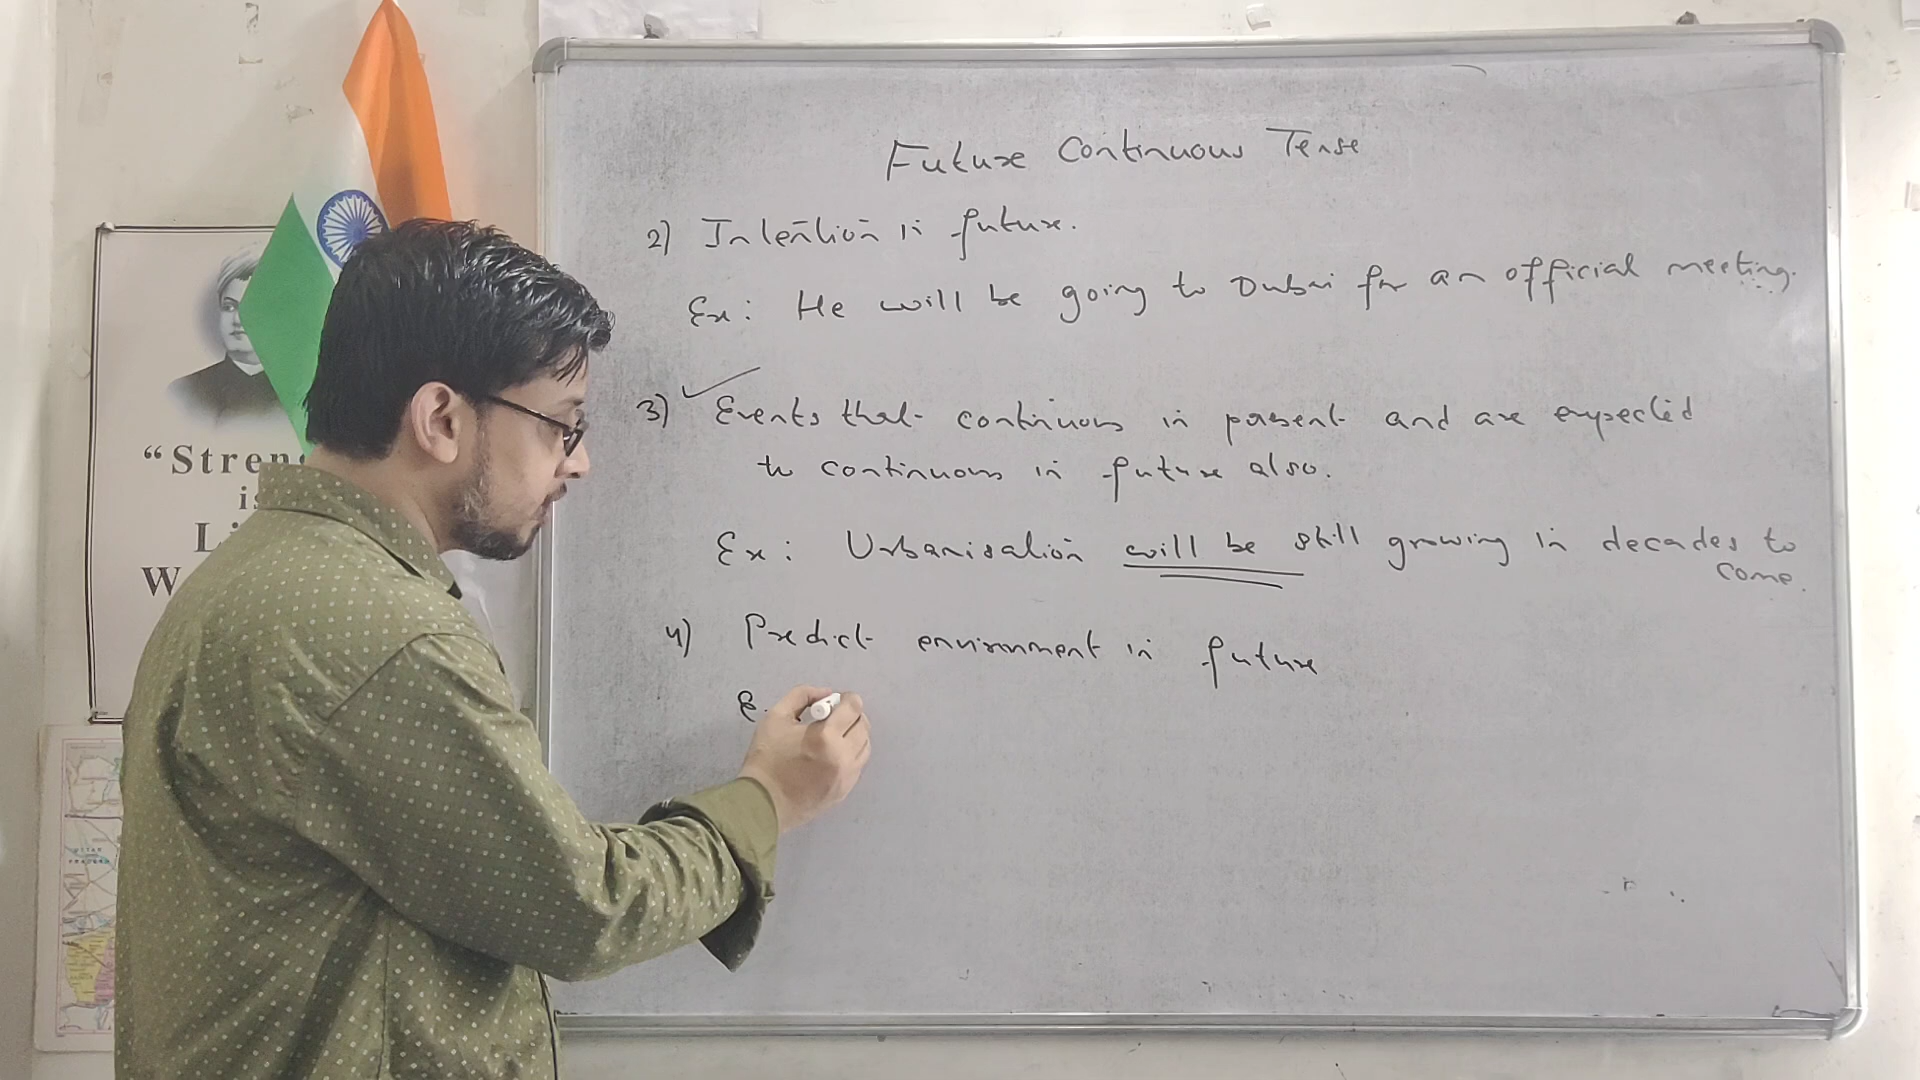 Future Continuous Tense
2) Intention in future.
Ex: He will be going to Dubai for an official meeting.
3) Events that continuous in present and are expected
to continuous in future also.
Ex: Urbanisation will be still growing in decades to
come.
4) Predict environment in future
E
"Stren
is
Li
W
UTTAR
PRADESH